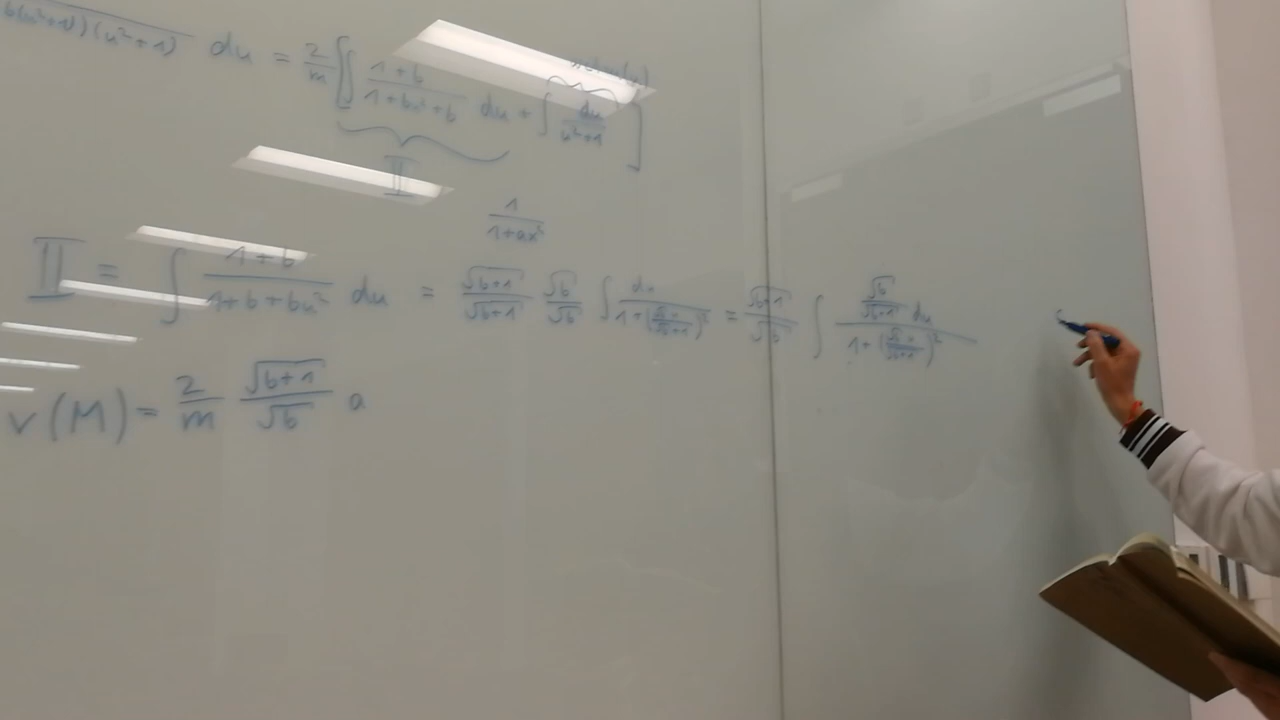 du = 2/m [ ∫ (1+b)/(1+bu²+b) du + ∫ du/(u²+1) ]
II
1/(1+ax²)
II = ∫ (1+b)/(1+b+bu²) du = √(b+1)/√(b+1) √b/√b ∫ du/(1+(√b u/√(b+1))²) = √(b+1)/√b ∫ (√b/√(b+1) du)/(1+(√b u/√(b+1))²)
v(M) = 2/m √(b+1)/√b a